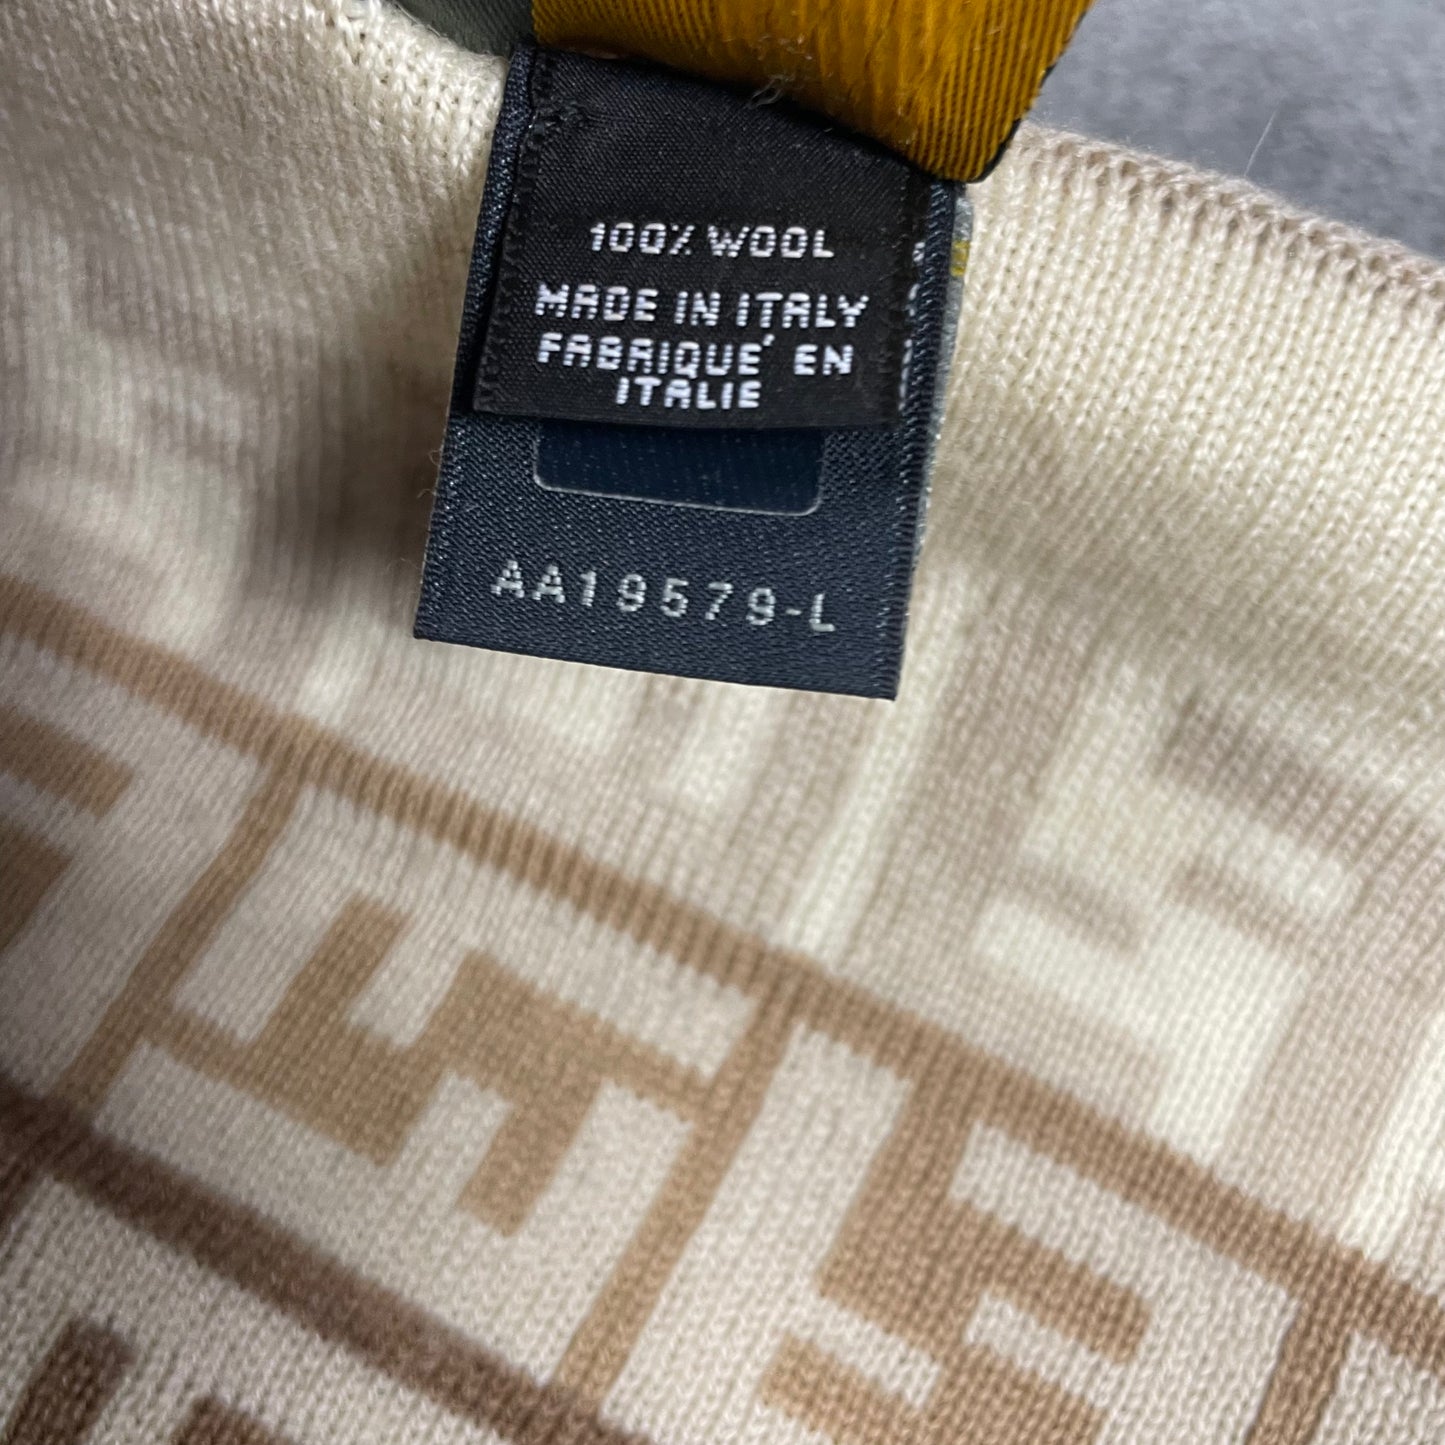 100% WOOL
MADE IN ITALY
FABRIQUE´ EN
ITALIE
AA19579-L